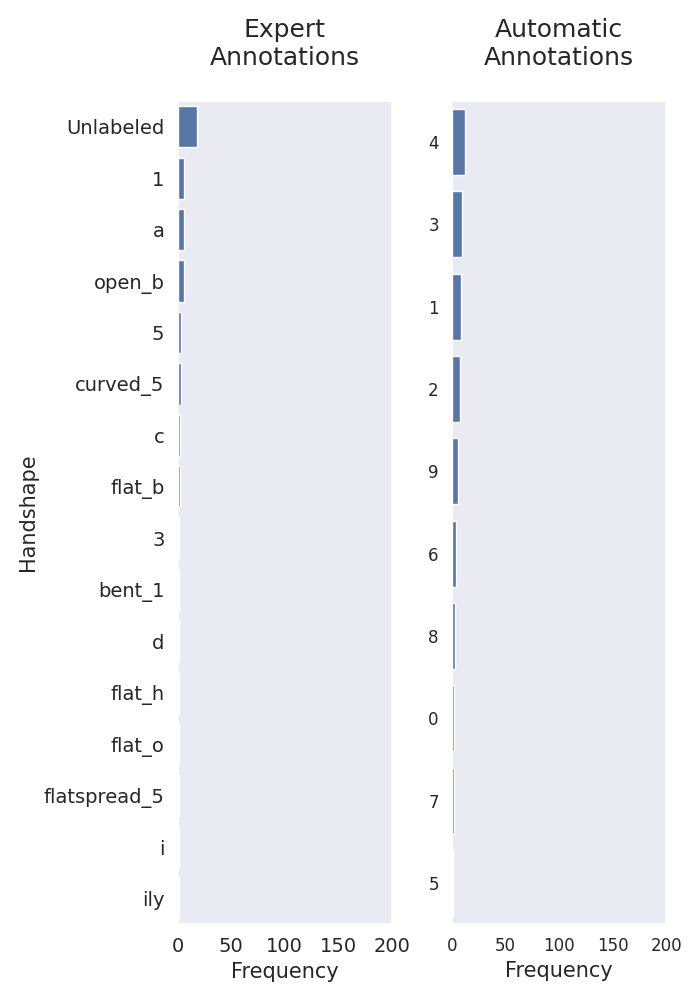 Expert
Annotations
Automatic
Annotations
Handshape
Unlabeled
1
a
open_b
5
curved_5
c
flat_b
3
bent_1
d
flat_h
flat_o
flatspread_5
i
ily
0 50 100 150 200
Frequency
4
3
1
2
9
6
8
0
7
5
0 50 100 150 200
Frequency